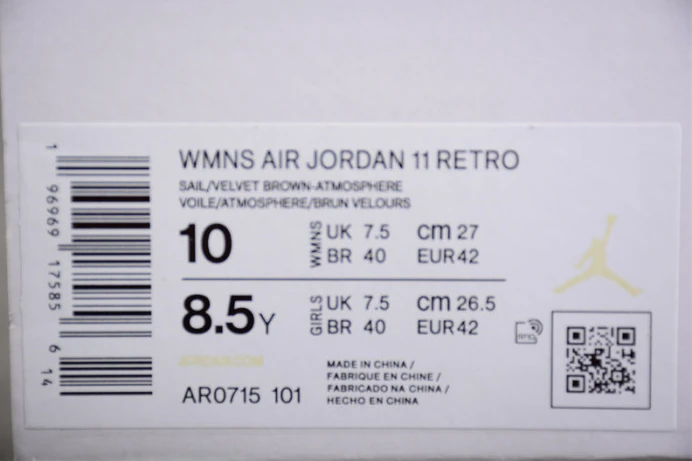 WMNS AIR JORDAN 11 RETRO
SAIL/VELVET BROWN-ATMOSPHERE
VOILE/ATMOSPHERE/BRUN VELOURS
10
WMNS
UK 7.5 cm 27
BR 40 EUR 42
8.5Y
GIRLS
UK 7.5 cm 26.5
BR 40 EUR 42
JORDAN.COM
AR0715 101
MADE IN CHINA /
FABRIQUE EN CHINE /
FABRICADO NA CHINA /
HECHO EN CHINA
1 96969 17585 6 14